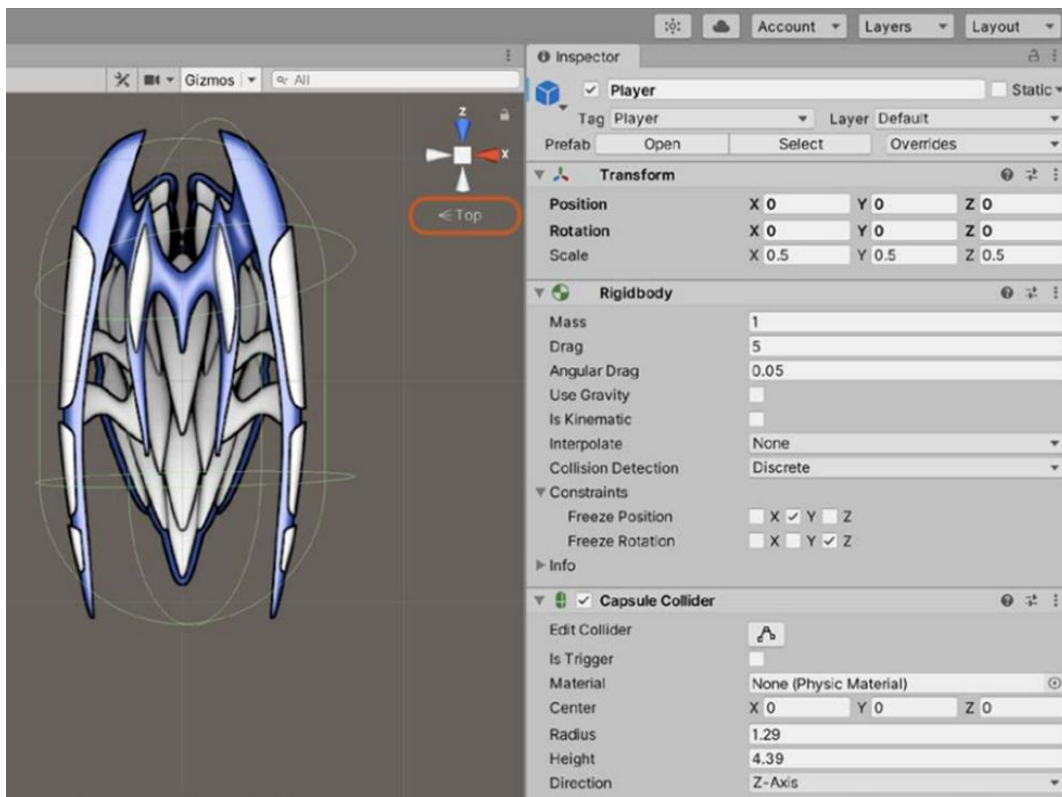 Account Layers Layout
Inspector
Gizmos All
Player Static
Tag Player Layer Default
Prefab Open Select Overrides
z
x
Top
Transform
Position X 0 Y 0 Z 0
Rotation X 0 Y 0 Z 0
Scale X 0.5 Y 0.5 Z 0.5
Rigidbody
Mass 1
Drag 5
Angular Drag 0.05
Use Gravity
Is Kinematic
Interpolate None
Collision Detection Discrete
Constraints
Freeze Position X Y Z
Freeze Rotation X Y Z
Info
Capsule Collider
Edit Collider
Is Trigger
Material None (Physic Material)
Center X 0 Y 0 Z 0
Radius 1.29
Height 4.39
Direction Z-Axis